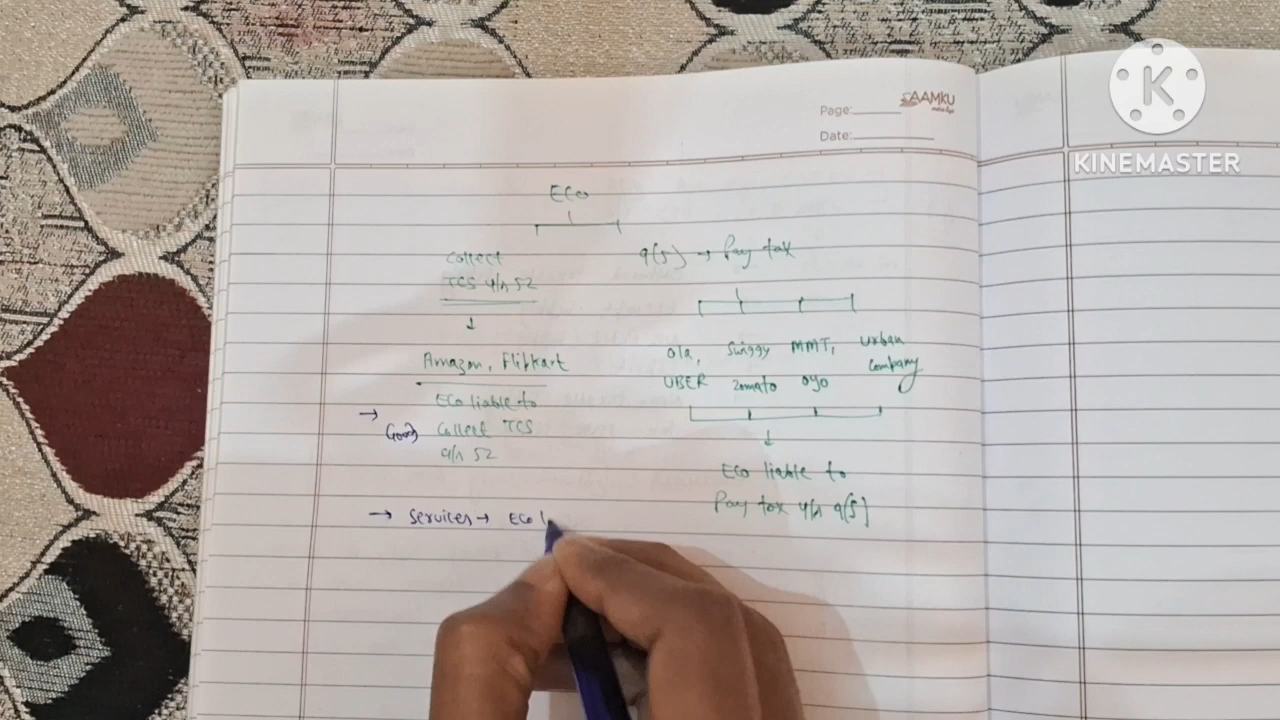 Page:
SAAMKU
Date:
KINEMASTER
ECO
Collect
TCS u/s 52
Amazon, Flipkart
ECO liable to
Good Collect TCS
u/s 52
→ Services → ECO l
9(5) → Pay tax
Ola, Swiggy MMT, Urban
UBER Zomato Oyo Company
ECO liable to
Pay tax u/s 9(5)